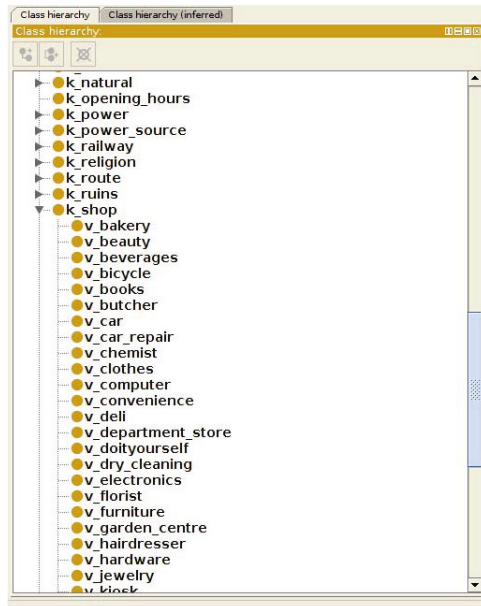 Class hierarchy Class hierarchy (inferred)
Class hierarchy:
k_natural
k_opening_hours
k_power
k_power_source
k_railway
k_religion
k_route
k_ruins
k_shop
v_bakery
v_beauty
v_beverages
v_bicycle
v_books
v_butcher
v_car
v_car_repair
v_chemist
v_clothes
v_computer
v_convenience
v_deli
v_department_store
v_doityourself
v_dry_cleaning
v_electronics
v_florist
v_furniture
v_garden_centre
v_hairdresser
v_hardware
v_jewelry
v_kiosk